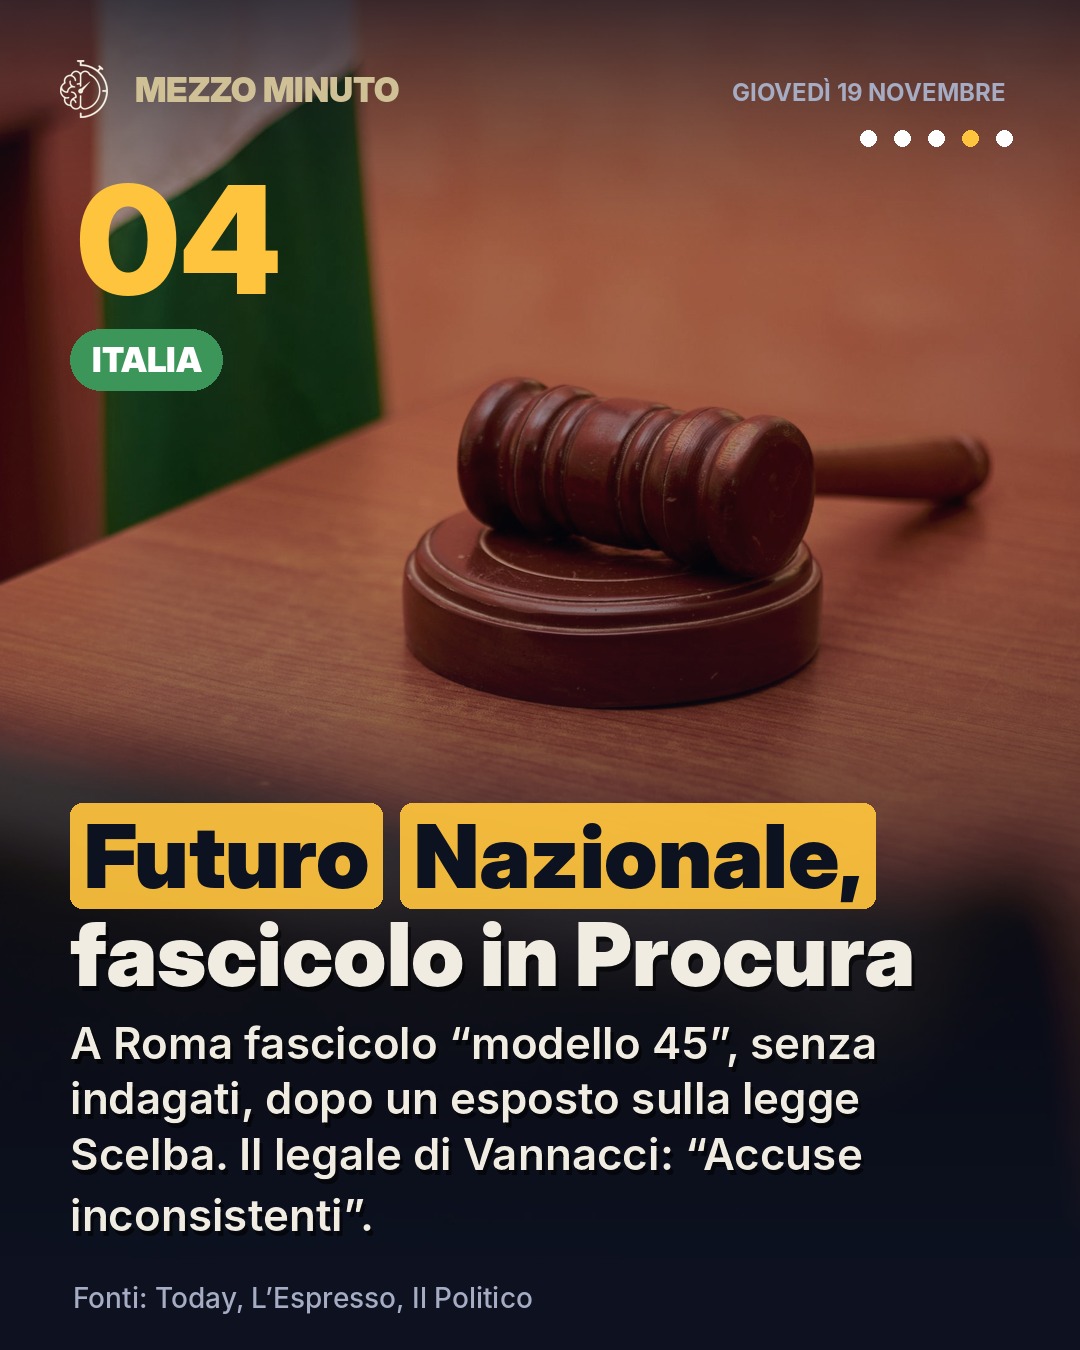 MEZZO MINUTO
GIOVEDÌ 19 NOVEMBRE
04
ITALIA
Futuro Nazionale,
fascicolo in Procura
A Roma fascicolo “modello 45”, senza
indagati, dopo un esposto sulla legge
Scelba. Il legale di Vannacci: “Accuse
inconsistenti”.
Fonti: Today, L’Espresso, Il Politico